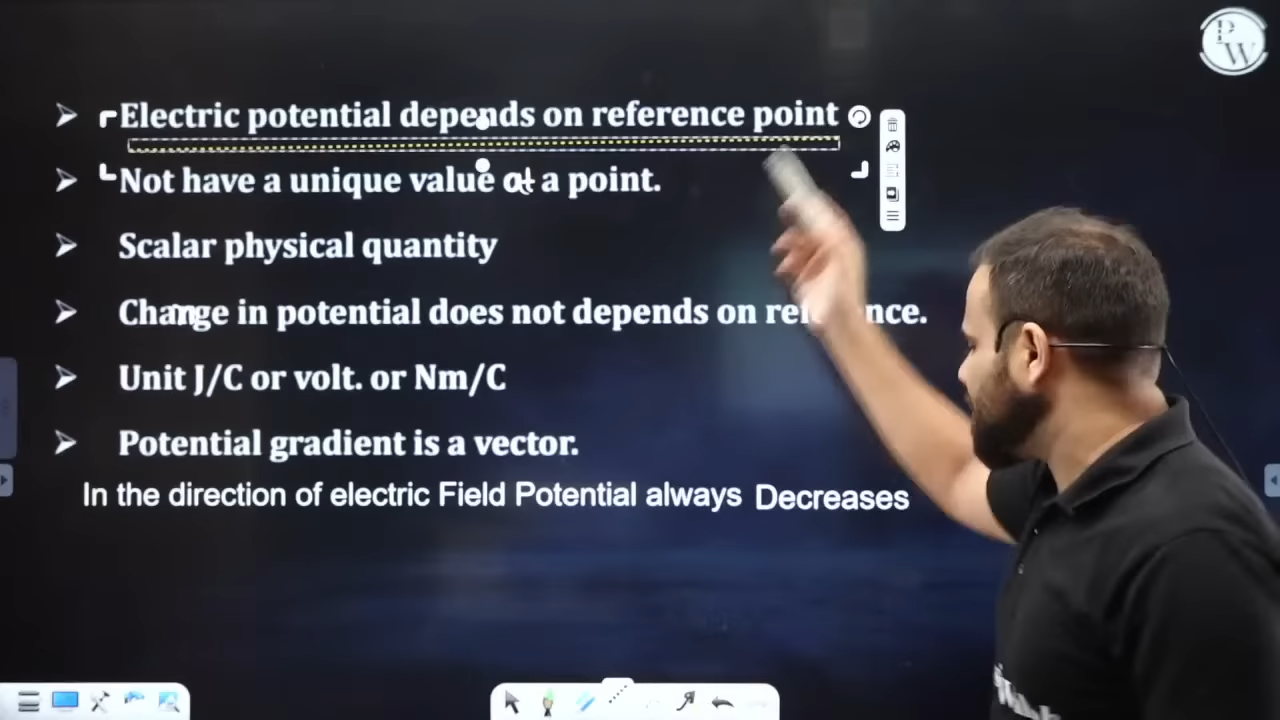 PW
Electric potential depends on reference point
Not have a unique value at a point.
Scalar physical quantity
Change in potential does not depends on reference.
Unit J/C or volt. or Nm/C
Potential gradient is a vector.
In the direction of electric Field Potential always Decreases